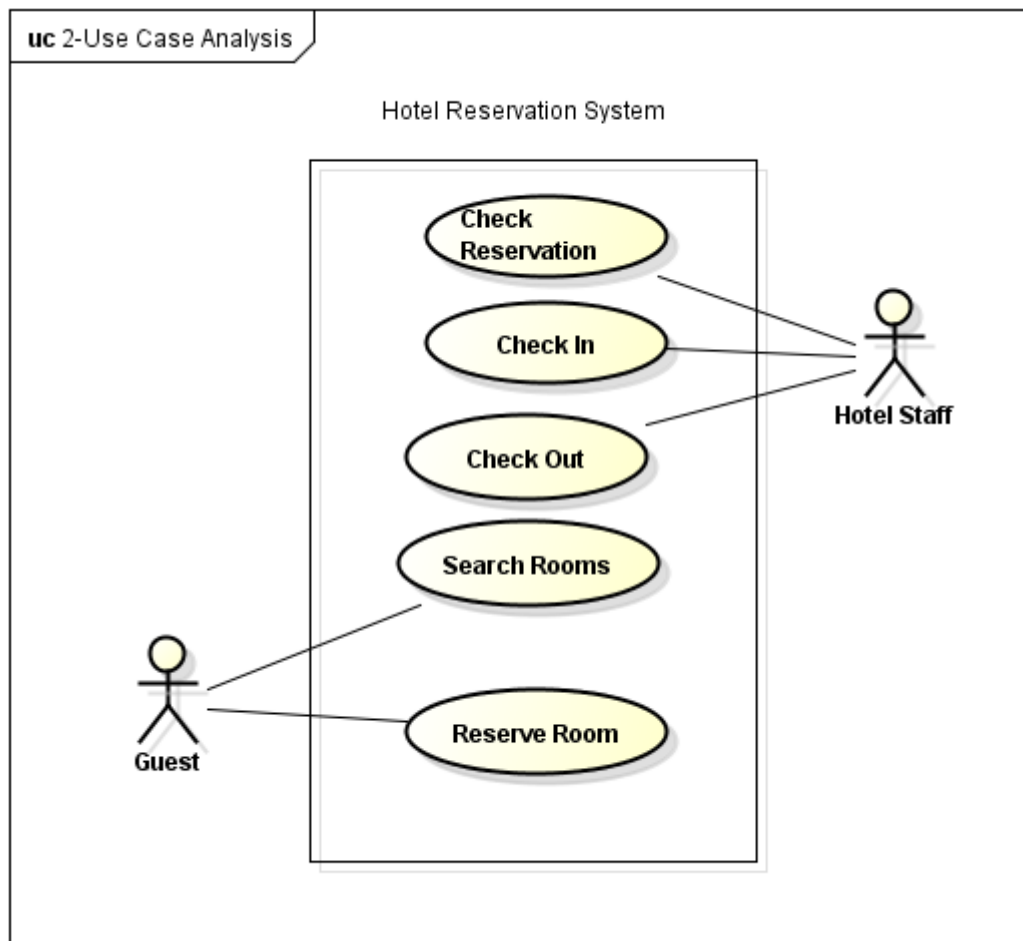 uc 2-Use Case Analysis
Hotel Reservation System
Check
Reservation
Check In
Hotel Staff
Check Out
Search Rooms
Reserve Room
Guest